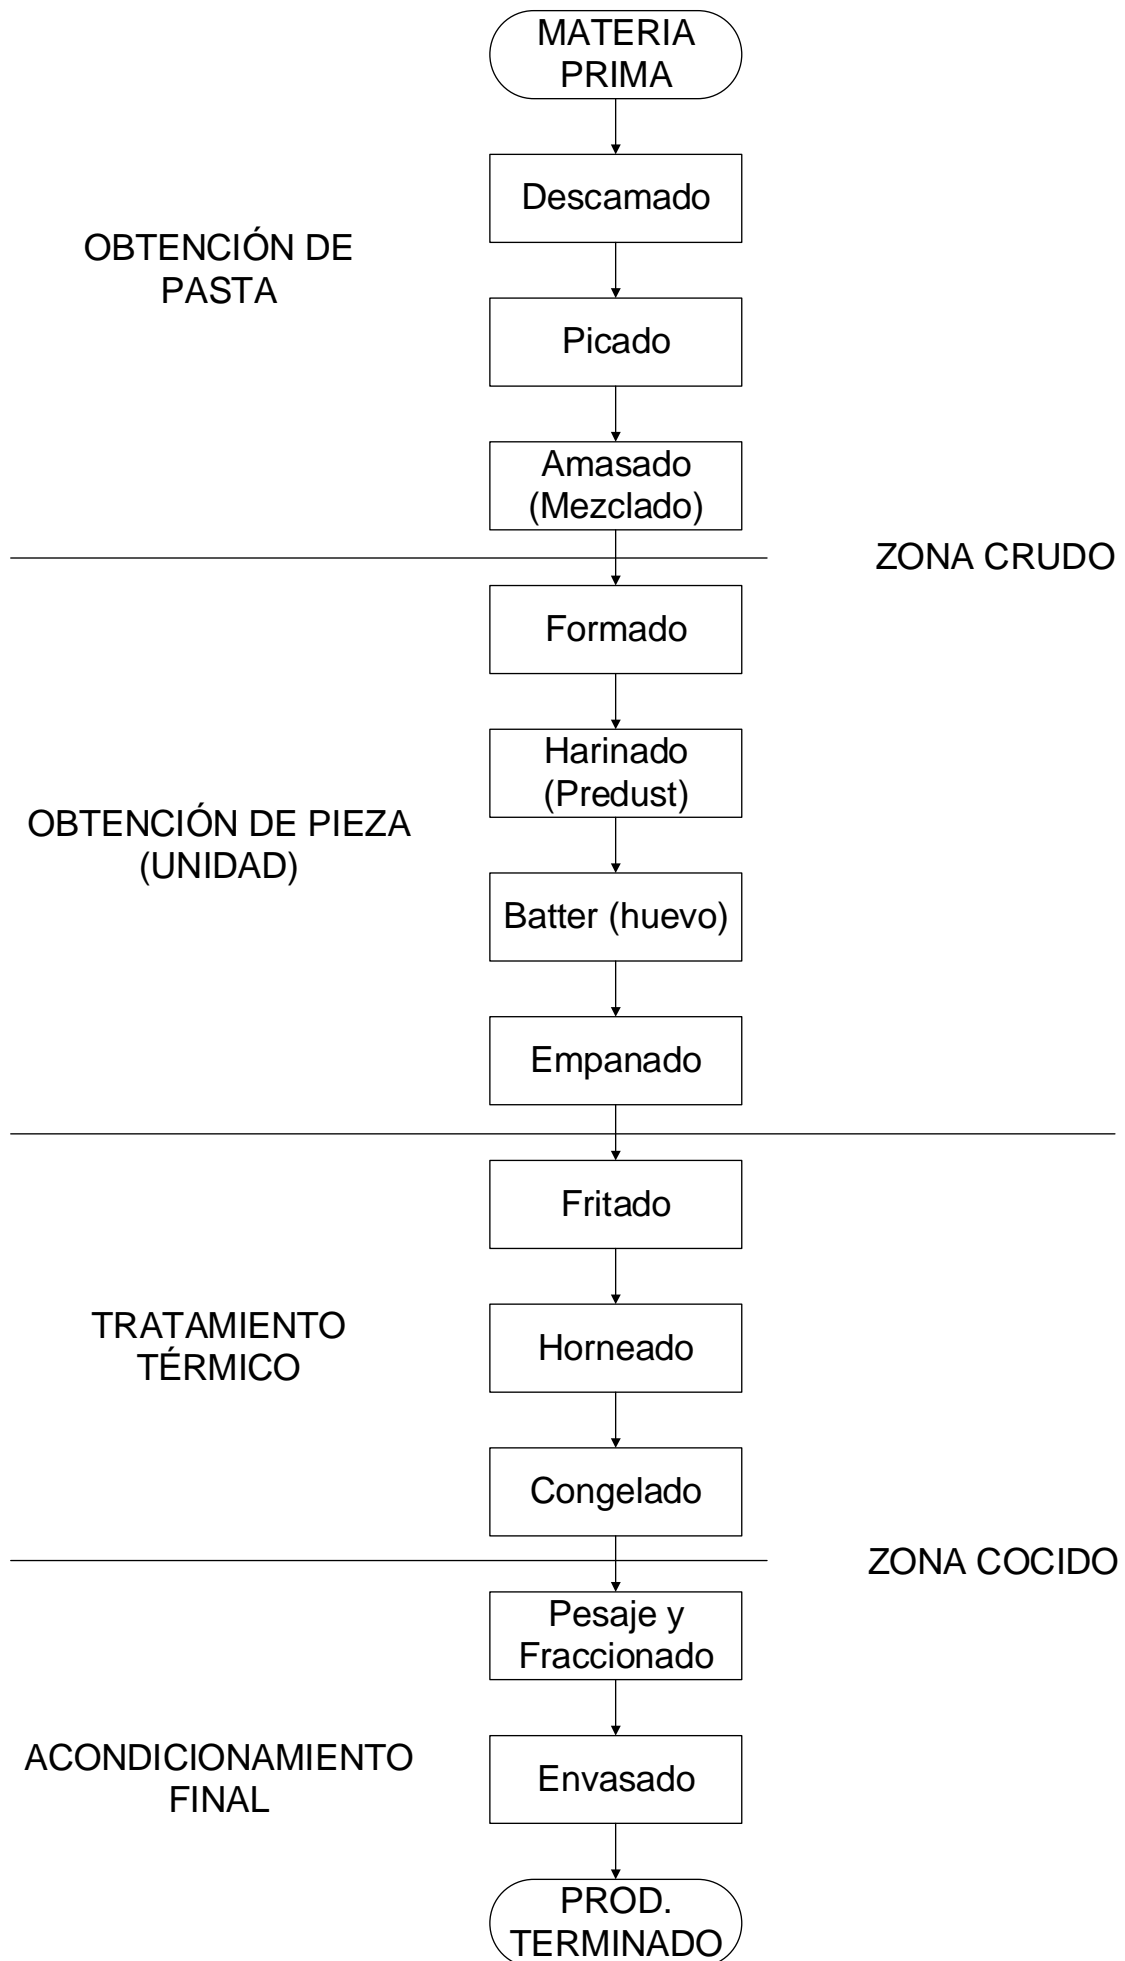 MATERIA
PRIMA
Descamado
OBTENCIÓN DE
PASTA
Picado
Amasado
(Mezclado)
ZONA CRUDO
Formado
Harinado
(Predust)
OBTENCIÓN DE PIEZA
(UNIDAD)
Batter (huevo)
Empanado
Fritado
TRATAMIENTO
TÉRMICO
Horneado
Congelado
ZONA COCIDO
Pesaje y
Fraccionado
ACONDICIONAMIENTO
FINAL
Envasado
PROD.
TERMINADO